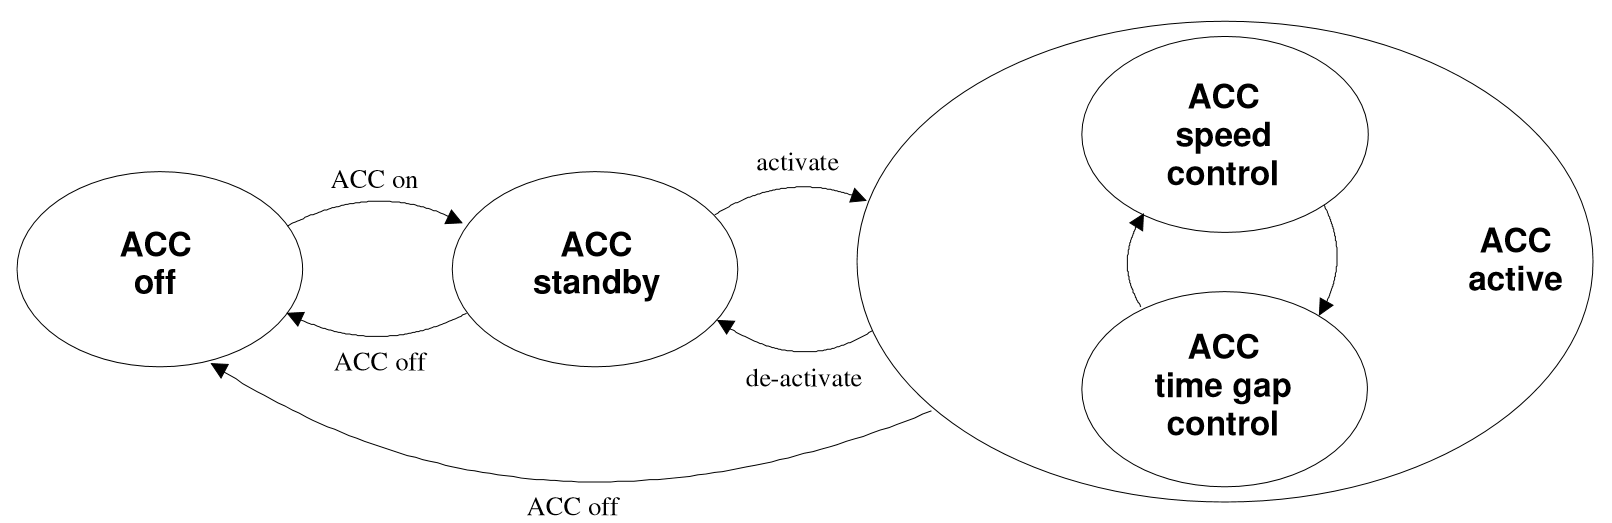 ACC
off
ACC on
ACC off
ACC
standby
activate
de-activate
ACC off
ACC
speed
control
ACC
time gap
control
ACC
active